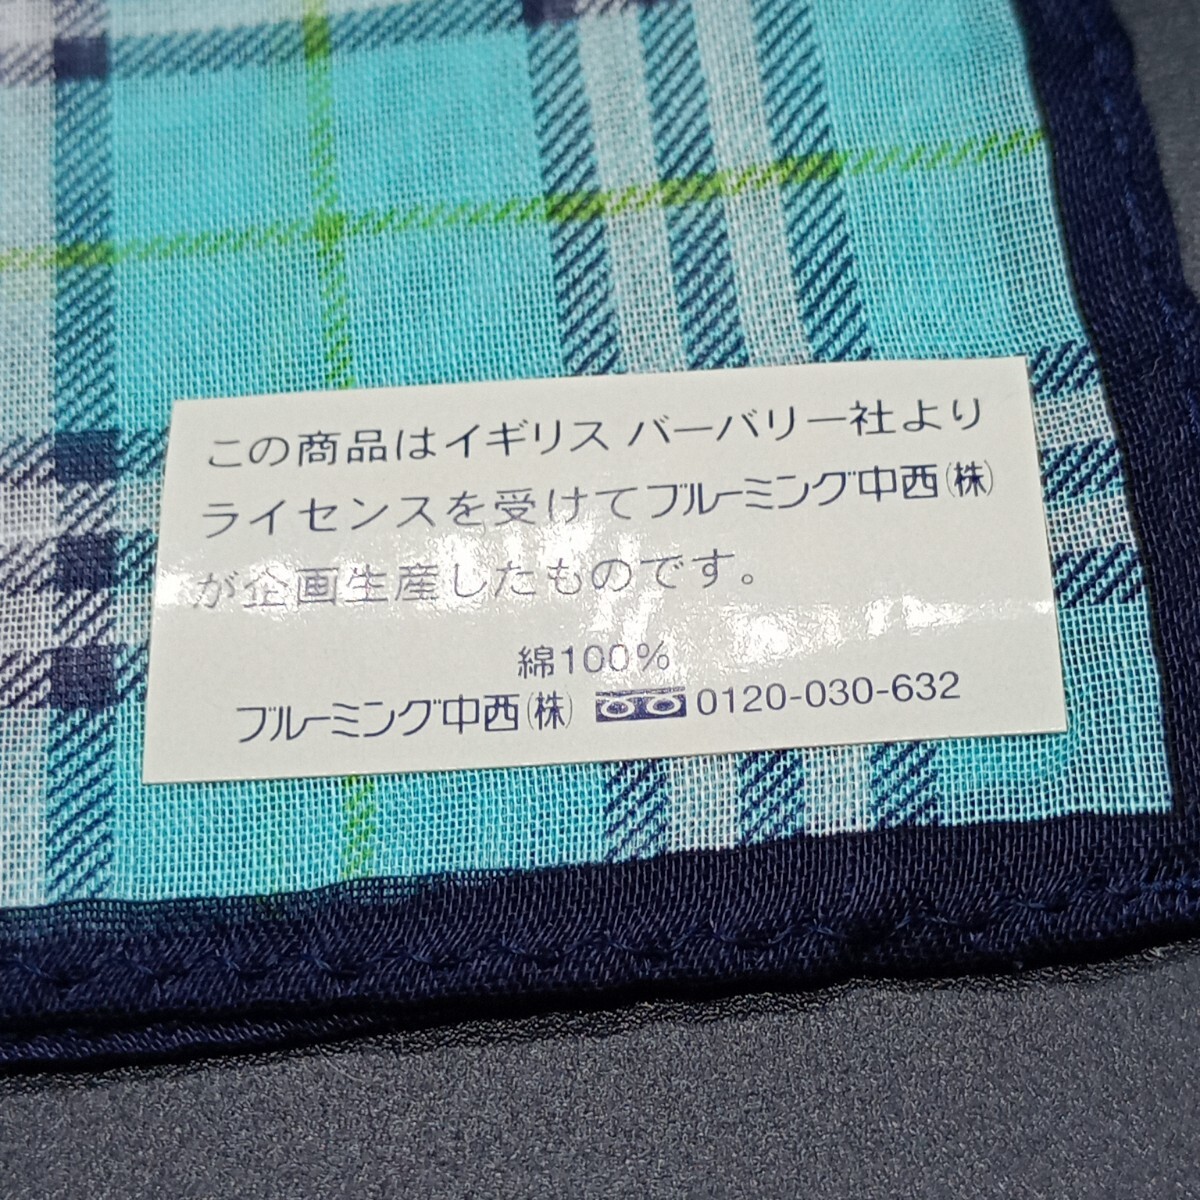 この商品はイギリス バーバリー社より
ライセンスを受けてブルーミング中西(株)
が企画生産したものです。
綿100%
ブルーミング中西(株) 0120-030-632